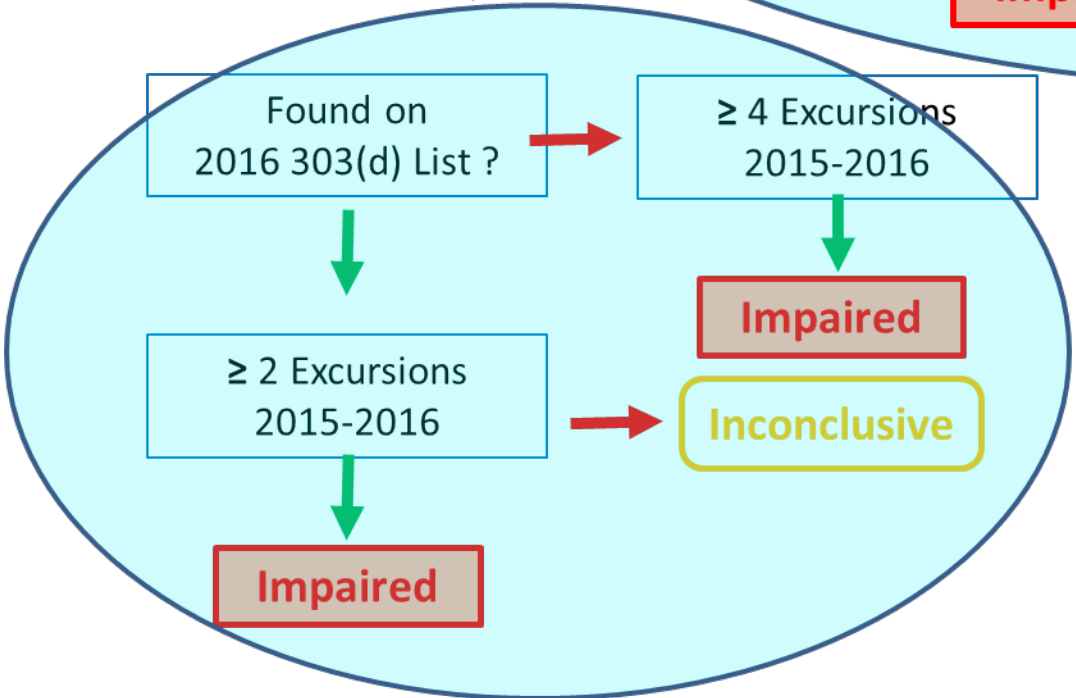 Found on
2016 303(d) List ?
≥ 4 Excursions
2015-2016
Impaired
≥ 2 Excursions
2015-2016
Inconclusive
Impaired